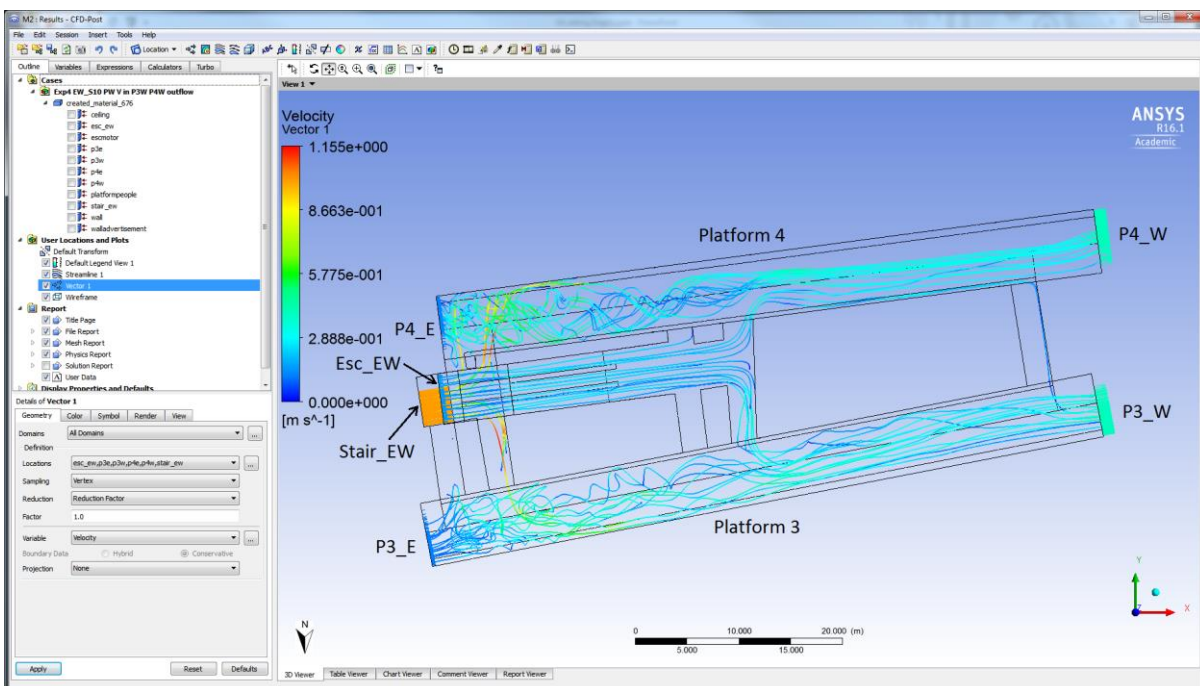 M2 : Results - CFD-Post
File Edit Session Insert Tools Help
Location
Outline Variables Expressions Calculators Turbo
Cases
Exp4 EW_S10 PW V in P3W P4W outflow
created_material_676
ceiling
esc_ew
escmotor
p3e
p3w
p4e
p4w
platformpeople
stair_ew
wall
walladvertisement
User Locations and Plots
Default Transform
Default Legend View 1
Streamline 1
Vector 1
Wireframe
Report
Title Page
File Report
Mesh Report
Physics Report
Solution Report
User Data
Display Properties and Defaults
Details of Vector 1
Geometry Color Symbol Render View
Domains All Domains ...
Definition
Locations esc_ew,p3e,p3w,p4e,p4w,stair_ew ...
Sampling Vertex
Reduction Reduction Factor
Factor 1.0
Variable Velocity ...
Boundary Data Hybrid Conservative
Projection None
Apply Reset Defaults
View 1
Velocity
Vector 1
1.155e+000
8.663e-001
5.775e-001
2.888e-001
0.000e+000
[m s^-1]
ANSYS
R16.1
Academic
Platform 4
P4_W
P4_E
Esc_EW
Stair_EW
P3_W
Platform 3
P3_E
N
0 10.000 20.000 (m)
5.000 15.000
Y
Z
X
3D Viewer Table Viewer Chart Viewer Comment Viewer Report Viewer